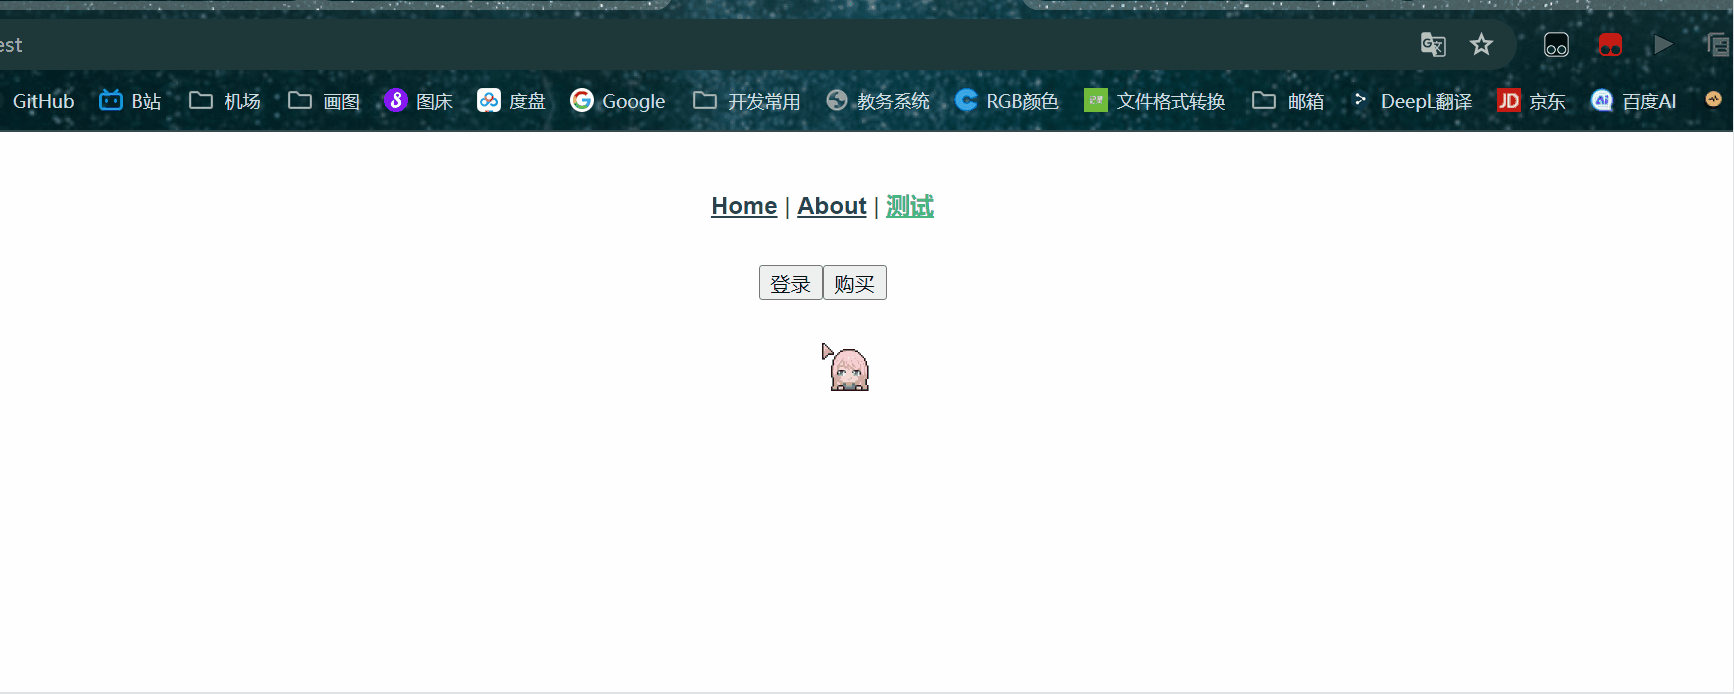 est
GitHub B站 机场 画图 图床 度盘 Google 开发常用 教务系统 RGB颜色 文件格式转换 邮箱 DeepL翻译 JD 京东 Ai 百度AI
Home | About | 测试
登录 购买